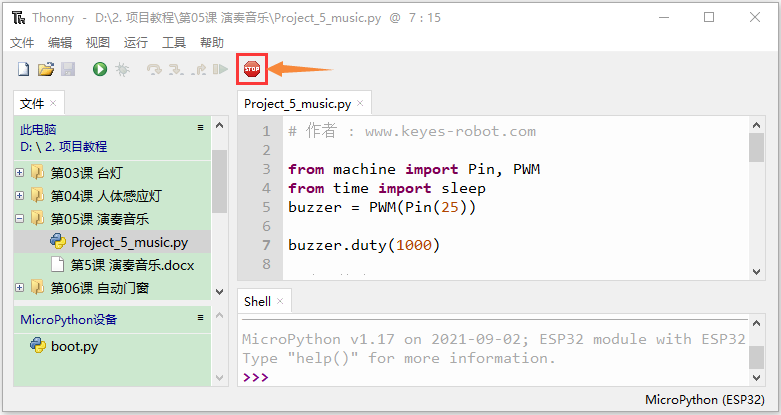 Thonny - D:\2. 项目教程\第05课 演奏音乐\Project_5_music.py @ 7 : 15
文件 编辑 视图 运行 工具 帮助
STOP
文件
此电脑
D: \ 2. 项目教程
第03课 台灯
第04课 人体感应灯
第05课 演奏音乐
Project_5_music.py
第5课 演奏音乐.docx
第06课 自动门窗
MicroPython设备
boot.py
Project_5_music.py
1 # 作者 : www.keyes-robot.com
2
3 from machine import Pin, PWM
4 from time import sleep
5 buzzer = PWM(Pin(25))
6
7 buzzer.duty(1000)
8
Shell
MicroPython v1.17 on 2021-09-02; ESP32 module with ESP32
Type "help()" for more information.
>>>
MicroPython (ESP32)